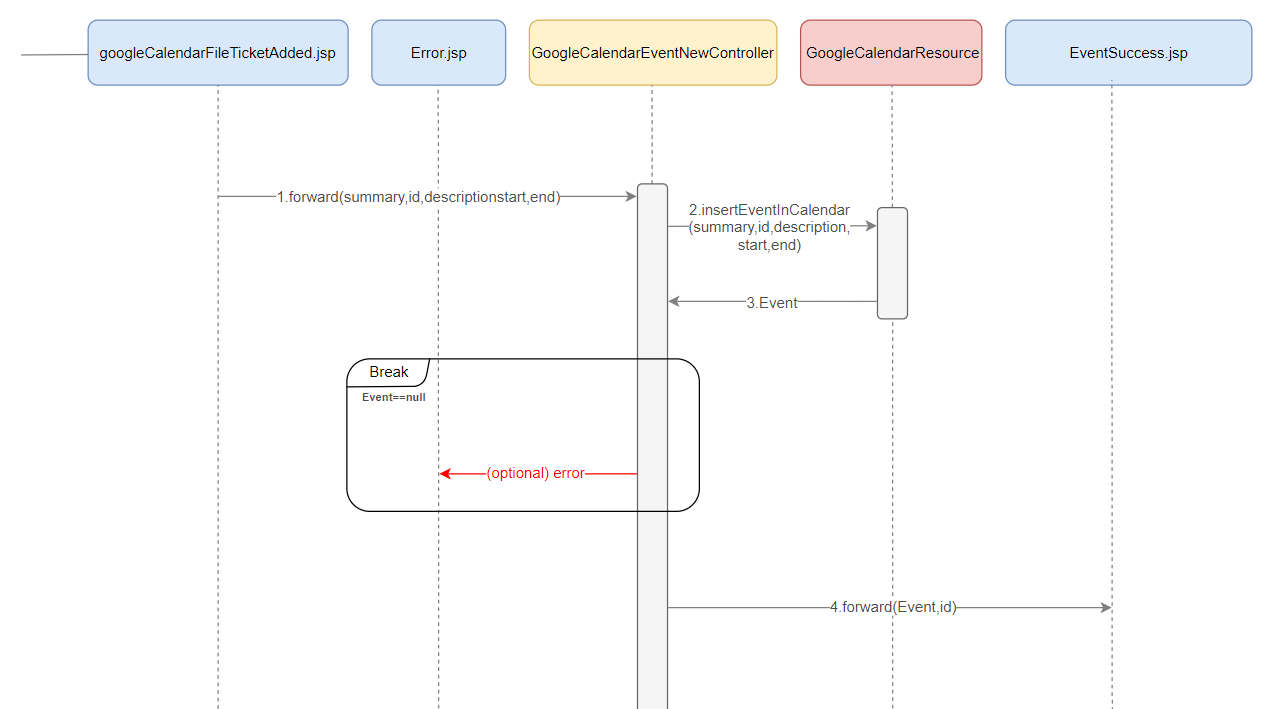 googleCalendarFileTicketAdded.jsp
Error.jsp
GoogleCalendarEventNewController
GoogleCalendarResource
EventSuccess.jsp
1.forward(summary,id,descriptionstart,end)
2.insertEventInCalendar
(summary,id,description,
start,end)
3.Event
Break
Event==null
(optional) error
4.forward(Event,id)